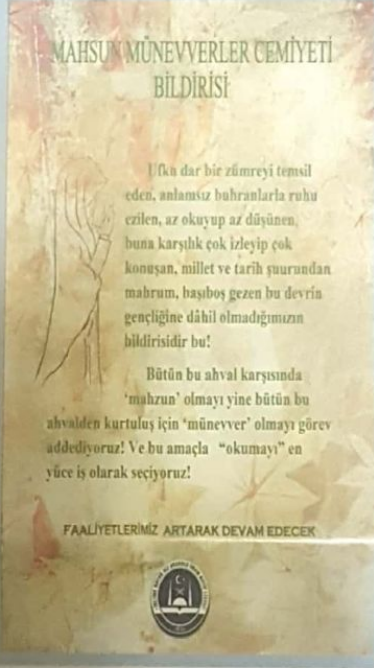 MAHSUN MÜNEVVERLER CEMİYETİ
BİLDİRİSİ
Ufku dar bir zümreyi temsil
eden, anlamsız buhranlarla ruhu
ezilen, az okuyup az düşünen,
buna karşılık çok izleyip çok
konuşan, millet ve tarih şuurundan
mahrum, başıboş gezen bu devrin
gençliğine dâhil olmadığımızın
bildirisidir bu!
Bütün bu ahval karşısında
‘mahzun’ olmayı yine bütün bu
ahvalden kurtuluş için ‘münevver’ olmayı görev
addediyoruz! Ve bu amaçla “okumayı” en
yüce iş olarak seçiyoruz!
FAALİYETLERİMİZ ARTARAK DEVAM EDECEK